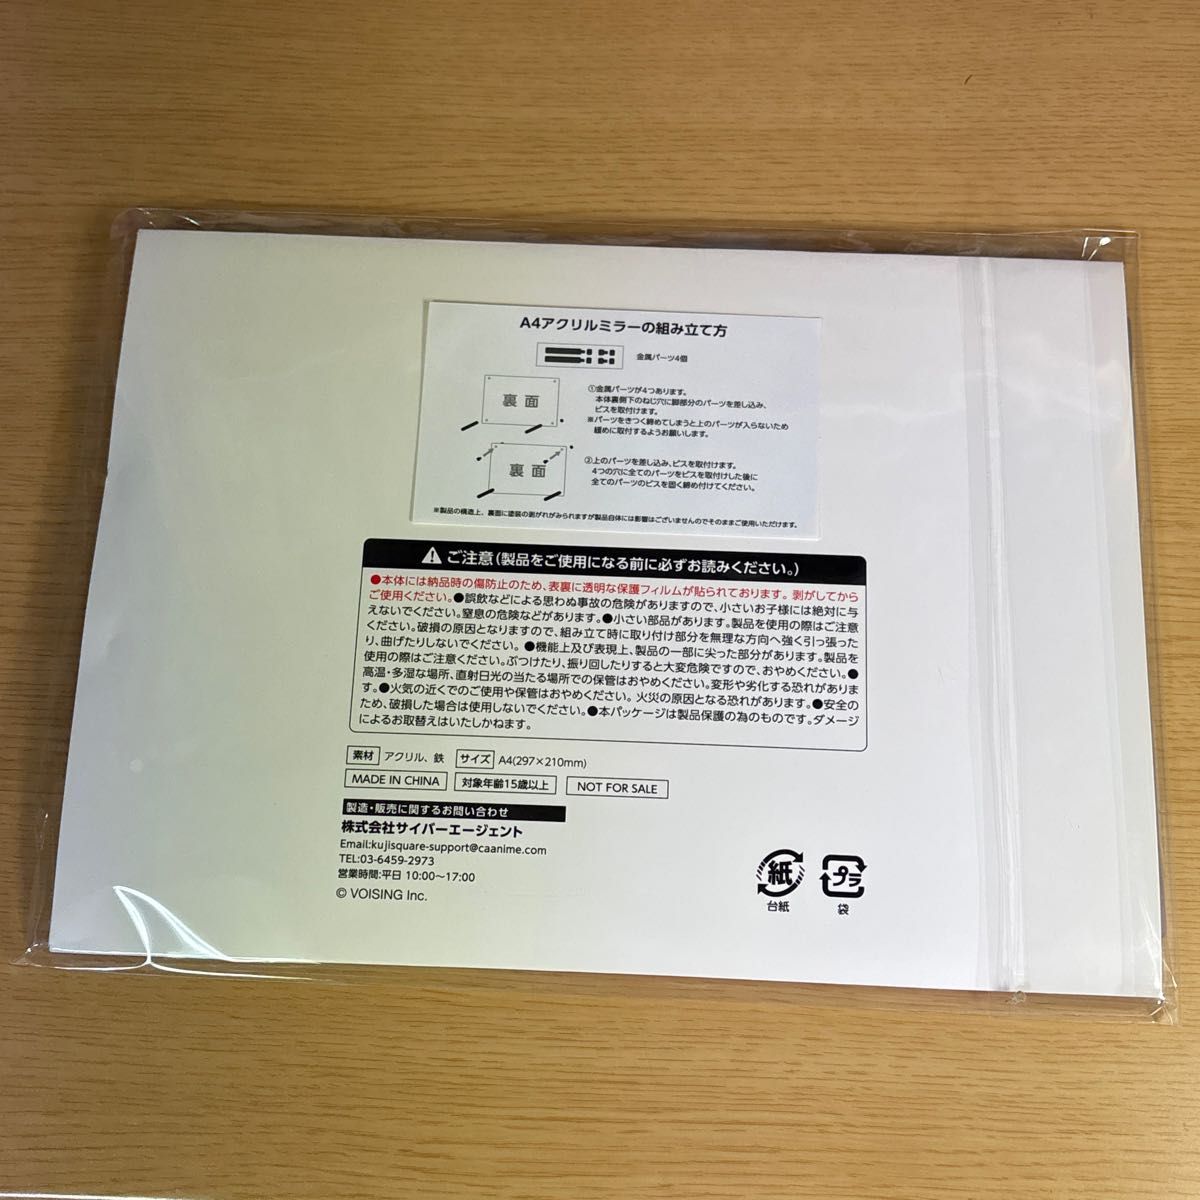 A4アクリルミラーの組み立て方
金属パーツ4個
①金属パーツが4つあります。
本体裏側下のねじ穴に脚部分のパーツを差し込み、
ビスを取付けます。
※パーツをきつく締めてしまうと上のパーツが入らないため
緩めに取付するようお願いします。
裏面
②上のパーツを差し込み、ビスを取付けます。
4つの穴に全てのパーツをビスを取付けした後に
全てのパーツのビスを固く締め付けてください。
裏面
※製品の構造上、裏面に塗装の剥がれがみられますが製品自体には影響はございませんのでそのままご使用いただけます。
ご注意(製品をご使用になる前に必ずお読みください。)
●本体には納品時の傷防止のため、表裏に透明な保護フィルムが貼られております。剥がしてから
ご使用ください。●誤飲などによる思わぬ事故の危険がありますので、小さいお子様には絶対に与
えないでください。窒息の危険などがあります。●小さい部品があります。製品を使用の際はご注意
ください。破損の原因となりますので、組み立て時に取り付け部分を無理な方向へ強く引っ張った
り、曲げたりしないでください。●機能上及び表現上、製品の一部に尖った部分があります。製品を
使用の際はご注意ください。ぶつけたり、振り回したりすると大変危険ですので、おやめください。●
高温・多湿な場所、直射日光の当たる場所での保管はおやめください。変形や劣化する恐れがありま
す。●火気の近くでのご使用や保管はおやめください。火災の原因となる恐れがあります。●安全の
ため、破損した場合は使用しないでください。●本パッケージは製品保護の為のものです。ダメージ
によるお取替えはいたしかねます。
素材 アクリル、鉄 サイズ A4(297×210mm)
MADE IN CHINA 対象年齢15歳以上 NOT FOR SALE
製造・販売に関するお問い合わせ
株式会社サイバーエージェント
Email:kujisquare-support@caanime.com
TEL:03-6459-2973
営業時間:平日 10:00〜17:00
© VOISING Inc.
紙 プラ
台紙 袋